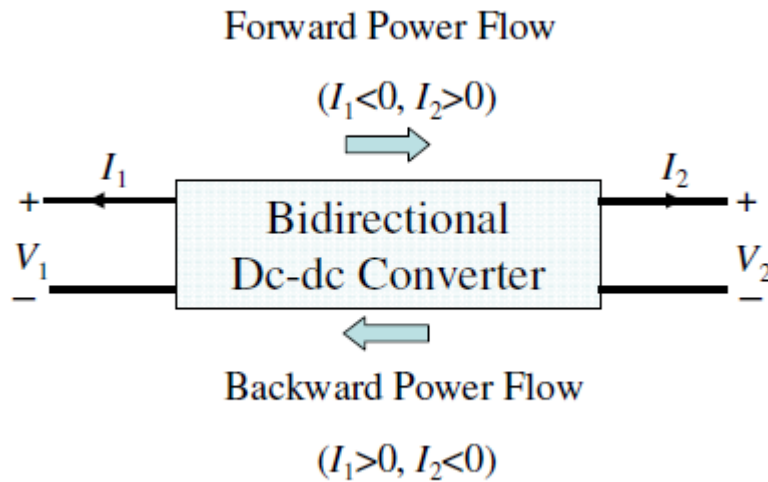 Forward Power Flow
(I₁<0, I₂>0)
I₁
I₂
+
+
Bidirectional
V₁
Dc-dc Converter
V₂
−
−
Backward Power Flow
(I₁>0, I₂<0)